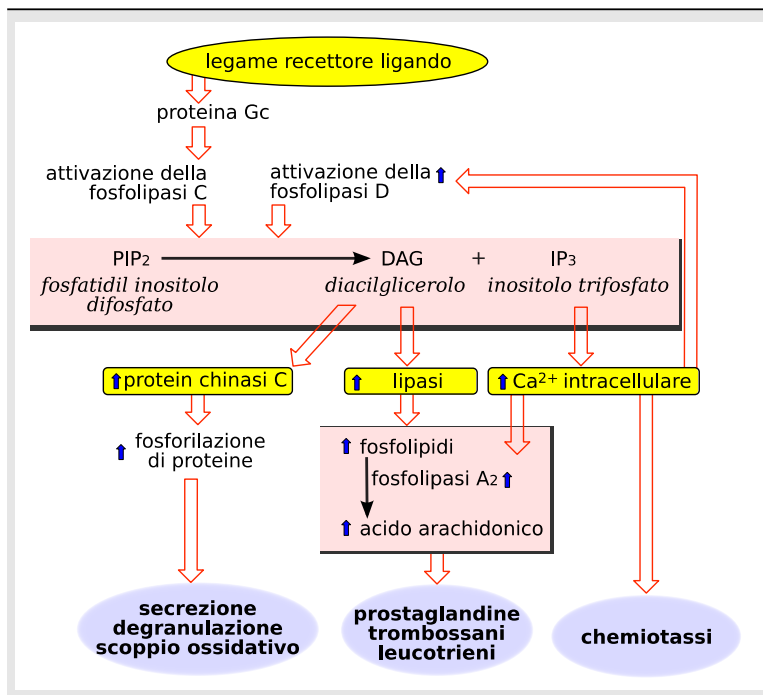 legame recettore ligando
proteina Gc
attivazione della
fosfolipasi C
attivazione della
fosfolipasi D
PIP2
DAG
+
IP3
fosfatidil inositolo
difosfato
diacilglicerolo
inositolo trifosfato
protein chinasi C
lipasi
Ca2+ intracellulare
fosforilazione
di proteine
fosfolipidi
fosfolipasi A2
acido arachidonico
secrezione
degranulazione
scoppio ossidativo
prostaglandine
trombossani
leucotrieni
chemiotassi